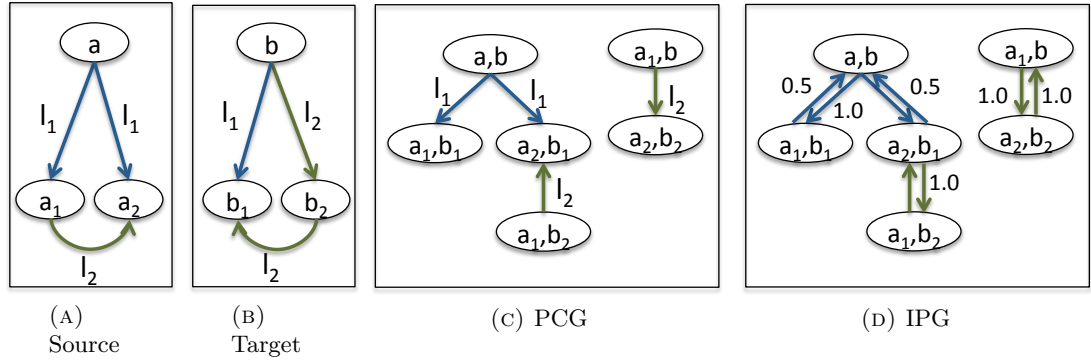 a
l₁ l₁
a₁ a₂
l₂
(A)
Source
b
l₁ l₂
b₁ b₂
l₂
(B)
Target
a,b
l₁ l₁
a₁,b₁ a₂,b₁
l₂
a₁,b₂
a₁,b
l₂
a₂,b₂
(C) PCG
a,b
0.5 0.5
1.0
a₁,b₁ a₂,b₁
1.0
a₁,b₂
a₁,b
1.0 1.0
a₂,b₂
(D) IPG